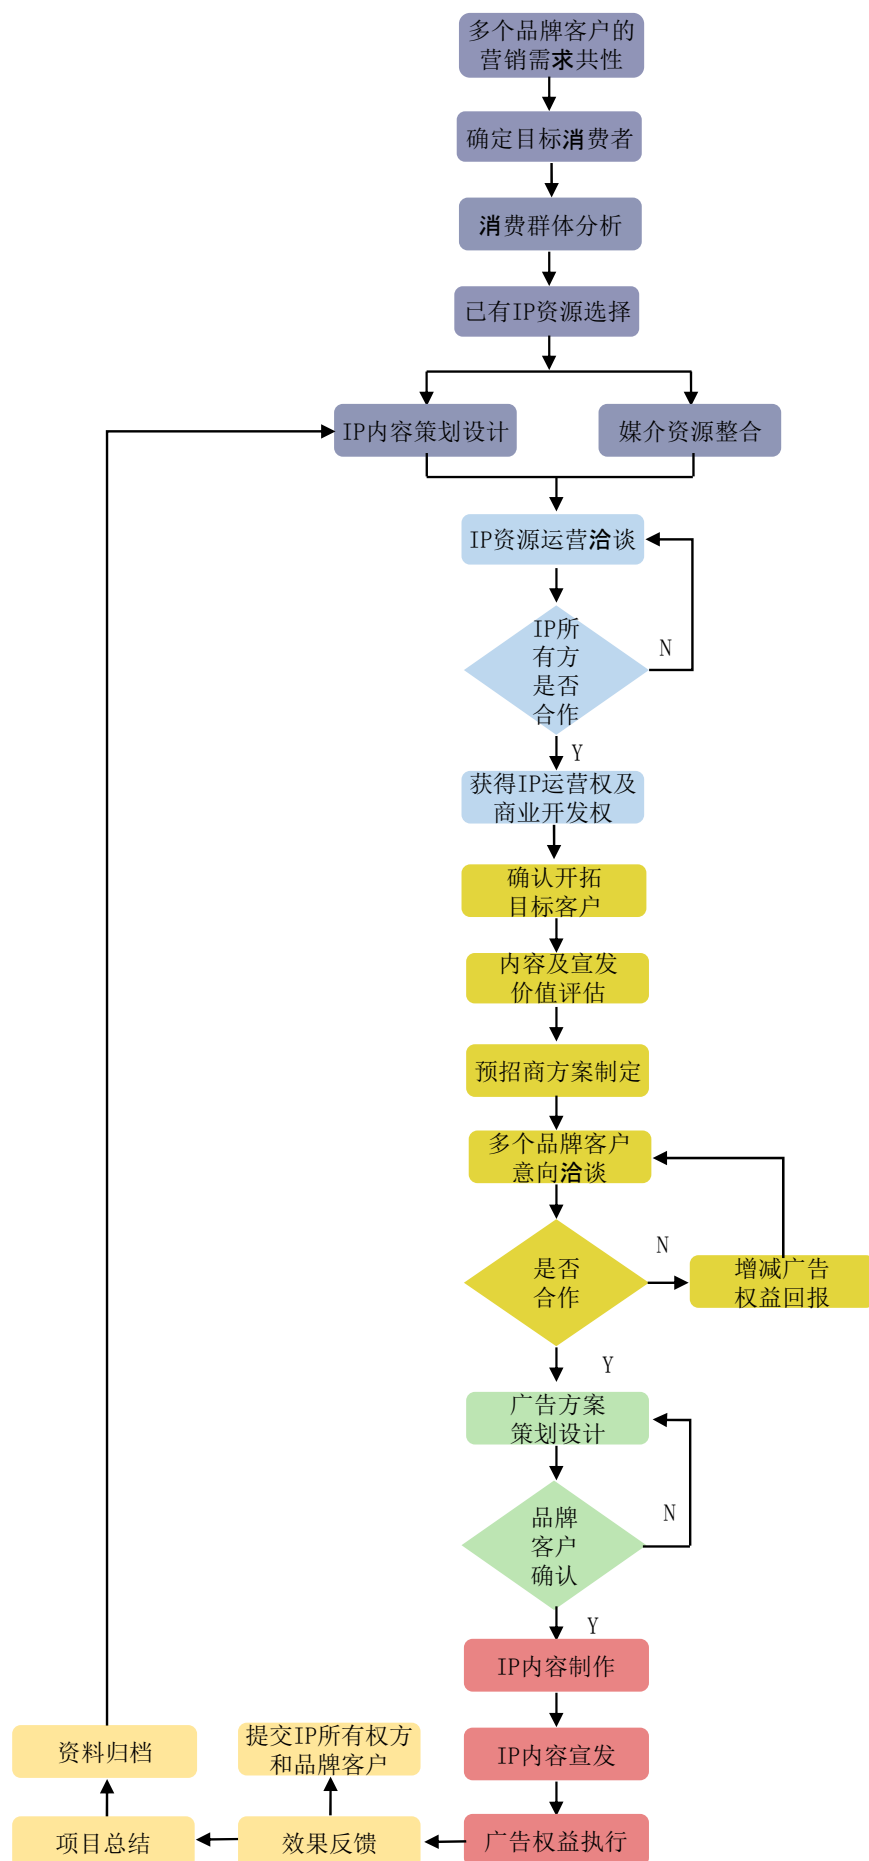 多个品牌客户的
营销需求共性
确定目标消费者
消费群体分析
已有IP资源选择
IP内容策划设计
媒介资源整合
IP资源运营洽谈
IP所
有方
是否
合作
N
Y
获得IP运营权及
商业开发权
确认开拓
目标客户
内容及宣发
价值评估
预招商方案制定
多个品牌客户
意向洽谈
是否
合作
N
增减广告
权益回报
Y
广告方案
策划设计
品牌
客户
确认
N
Y
IP内容制作
IP内容宣发
广告权益执行
效果反馈
提交IP所有权方
和品牌客户
项目总结
资料归档